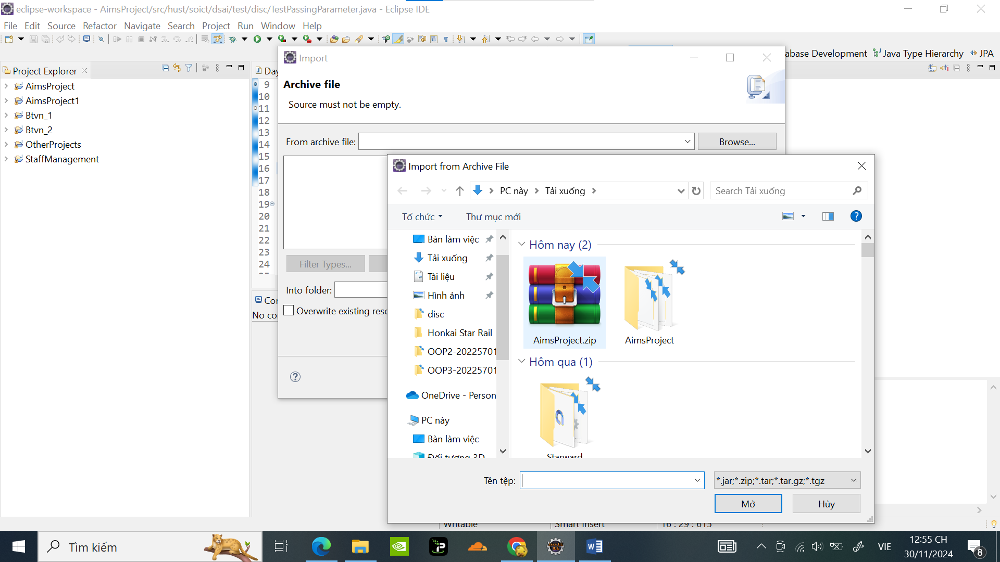 eclipse-workspace - AimsProject/src/hust/soict/dsai/test/disc/TestPassingParameter.java - Eclipse IDE
File Edit Source Refactor Navigate Search Project Run Window Help
abase Development Java Type Hierarchy JPA
Project Explorer
AimsProject
AimsProject1
Btvn_1
Btvn_2
OtherProjects
StaffManagement
Day
9
10
11
12
13
14
15
16
17
18
19
20
21
22
23
24
No
Import
Archive file
Source must not be empty.
From archive file: Browse...
Filter Types...
Into folder:
Overwrite existing
Import from Archive File
PC này Tải xuống
Search Tải xuống
Tổ chức Thư mục mới
Bàn làm việc
Tải xuống
Tài liệu
Hình ảnh
disc
Honkai Star Rail
OOP2-20225701
OOP3-20225701
OneDrive - Person
PC này
Bàn làm việc
Đối tượng 3D
Hôm nay (2)
AimsProject.zip
AimsProject
Hôm qua (1)
Starward
Tên tệp:
*.jar;*.zip;*.tar;*.tar.gz;*.tgz
Mở Hủy
Writable Smart Insert 16 : 29 : 615
Tìm kiếm
VIE
12:55 CH
30/11/2024
8